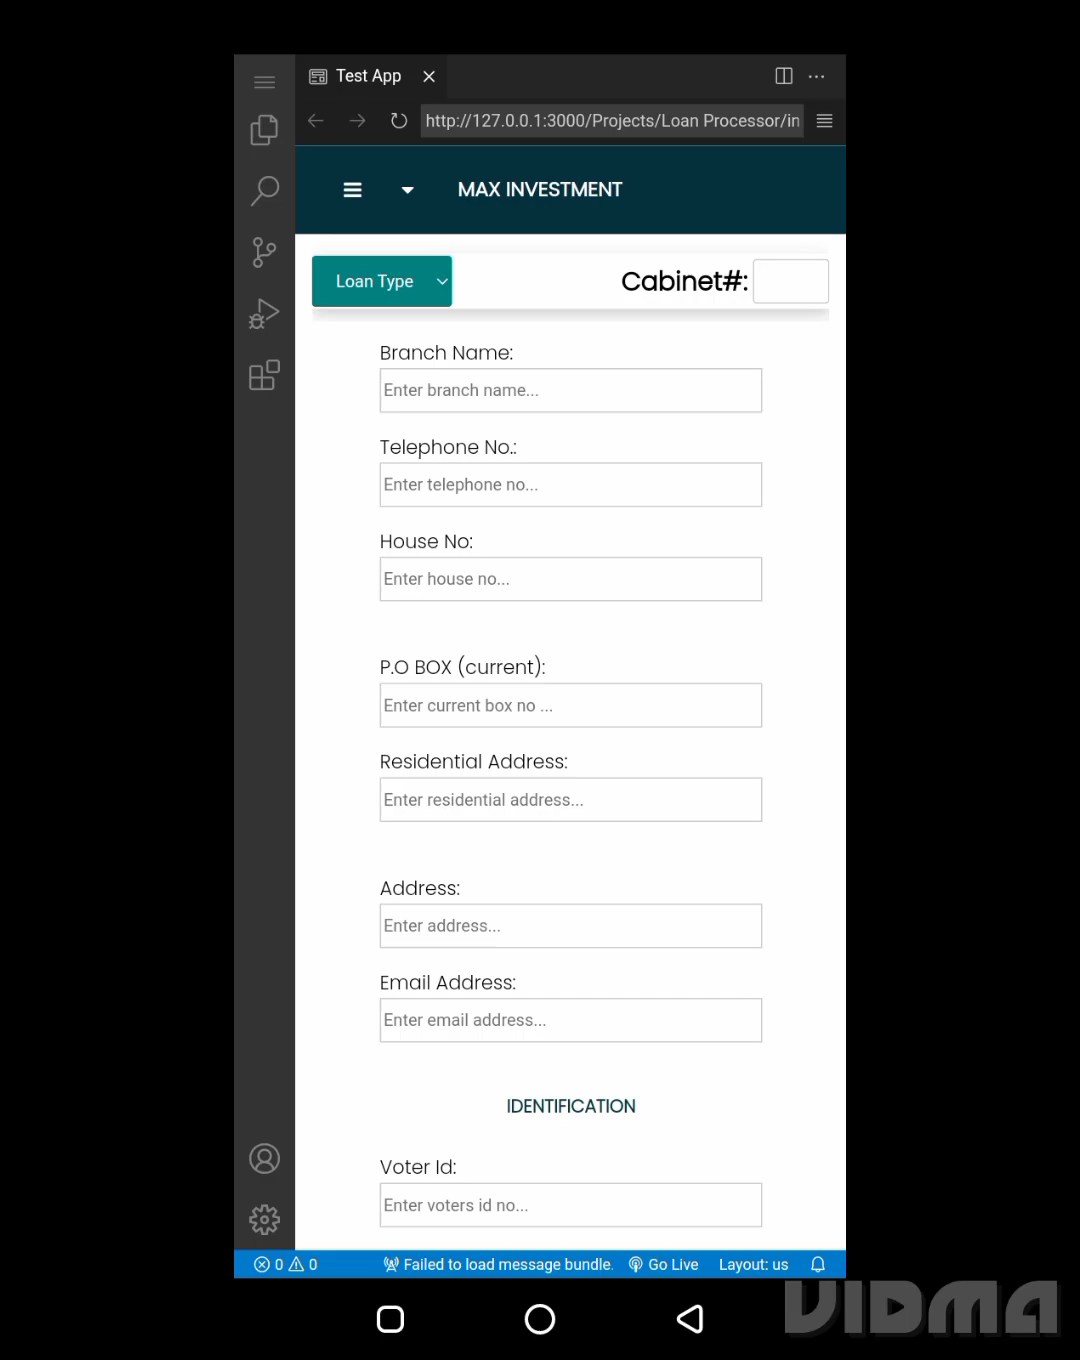 Test App
http://127.0.0.1:3000/Projects/Loan Processor/in
MAX INVESTMENT
Loan Type
Cabinet#:
Branch Name:
Enter branch name...
Telephone No.:
Enter telephone no...
House No:
Enter house no...
P.O BOX (current):
Enter current box no ...
Residential Address:
Enter residential address...
Address:
Enter address...
Email Address:
Enter email address...
IDENTIFICATION
Voter Id:
Enter voters id no...
0 0 Failed to load message bundle. Go Live Layout: us
VIDMA